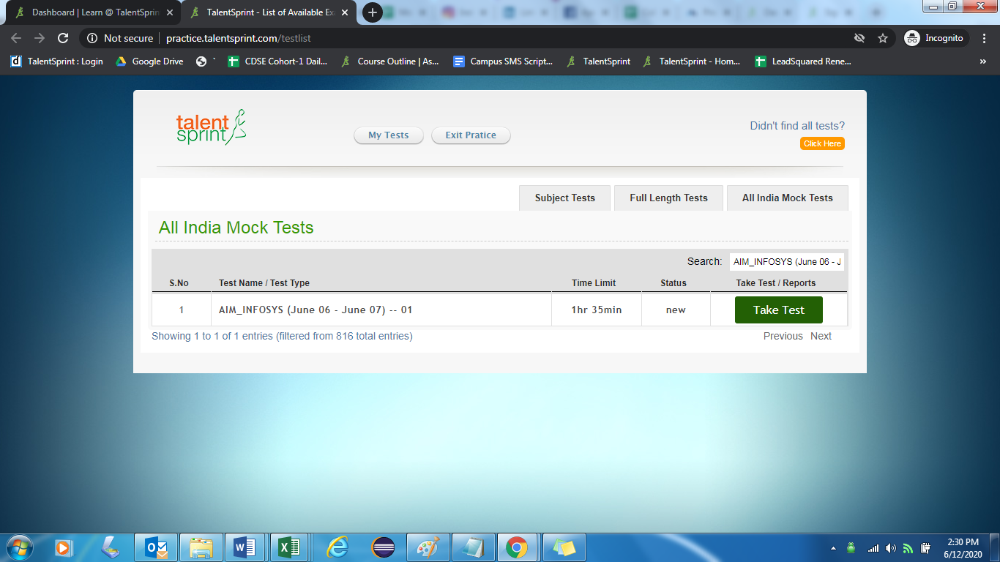 Dashboard | Learn @ TalentSprin
TalentSprint - List of Available Ex
Not secure | practice.talentsprint.com/testlist
Incognito
TalentSprint : Login
Google Drive
`
CDSE Cohort-1 Dail...
Course Outline | As...
Campus SMS Script...
TalentSprint
TalentSprint - Hom...
LeadSquared Rene...
»
talent
sprint
My Tests
Exit Pratice
Didn't find all tests?
Click Here
Subject Tests
Full Length Tests
All India Mock Tests
All India Mock Tests
Search: AIM_INFOSYS (June 06 - J
S.No Test Name / Test Type Time Limit Status Take Test / Reports
1 AIM_INFOSYS (June 06 - June 07) -- 01 1hr 35min new Take Test
Showing 1 to 1 of 1 entries (filtered from 816 total entries) Previous Next
2:30 PM
6/12/2020